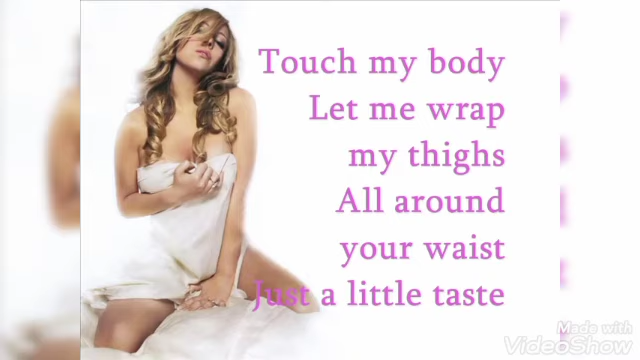 Touch my body
Let me wrap
my thighs
All around
your waist
Just a little taste
Made with
VideoShow